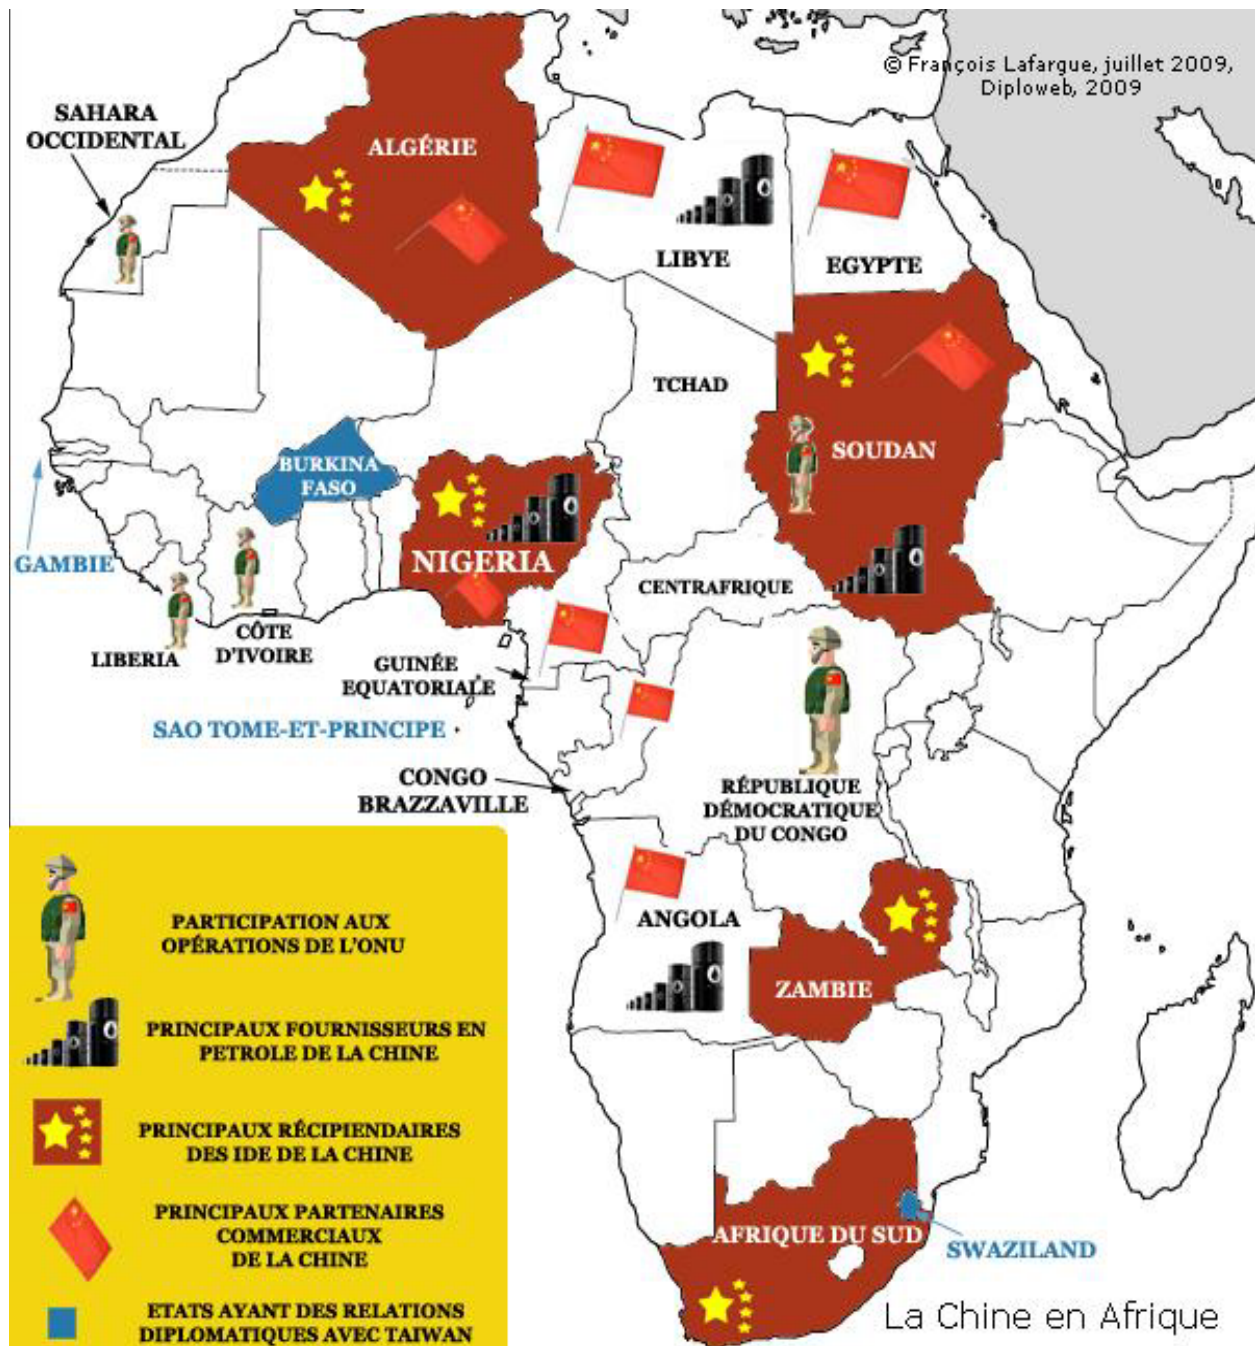 © François Lafargue, juillet 2009,
Diploweb, 2009
SAHARA
OCCIDENTAL
ALGÉRIE
LIBYE
EGYPTE
TCHAD
SOUDAN
BURKINA
FASO
GAMBIE
NIGERIA
CENTRAFRIQUE
LIBERIA
CÔTE
D'IVOIRE
GUINÉE
EQUATORIALE
SAO TOME-ET-PRINCIPE
CONGO
BRAZZAVILLE
RÉPUBLIQUE
DÉMOCRATIQUE
DU CONGO
ANGOLA
ZAMBIE
AFRIQUE DU SUD
SWAZILAND
PARTICIPATION AUX
OPÉRATIONS DE L'ONU
PRINCIPAUX FOURNISSEURS EN
PETROLE DE LA CHINE
PRINCIPAUX RÉCIPIENDAIRES
DES IDE DE LA CHINE
PRINCIPAUX PARTENAIRES
COMMERCIAUX
DE LA CHINE
ETATS AYANT DES RELATIONS
DIPLOMATIQUES AVEC TAIWAN
La Chine en Afrique